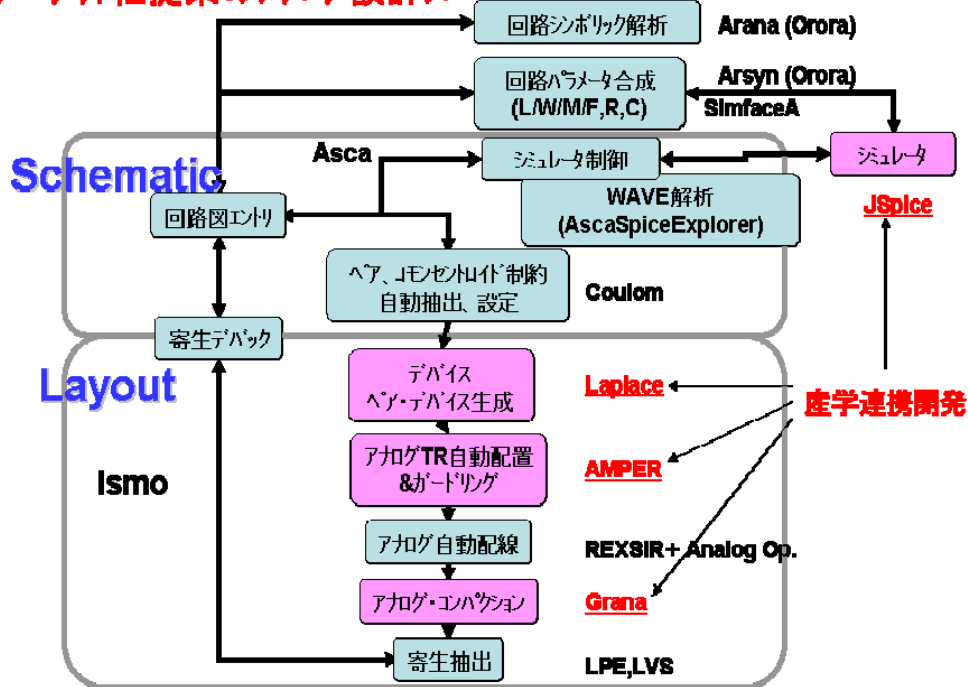 回路シンボリック解析
Arana (Orora)
回路パラメータ合成
(L/W/M/F,R,C)
Arsyn (Orora)
SimfaceA
Schematic
Asca
シミュレータ制御
シミュレータ
WAVE解析
(AscaSpiceExplorer)
JSpice
回路図エントリ
ペア、コモンセントロイド制約
自動抽出、設定
Coulom
寄生デバック
Layout
デバイス
ペア・デバイス生成
Laplace
産学連携開発
Ismo
アナログTR自動配置
&ガードリング
AMPER
アナログ自動配線
REXSIR+ Analog Op.
アナログ・コンパクション
Grana
寄生抽出
LPE,LVS